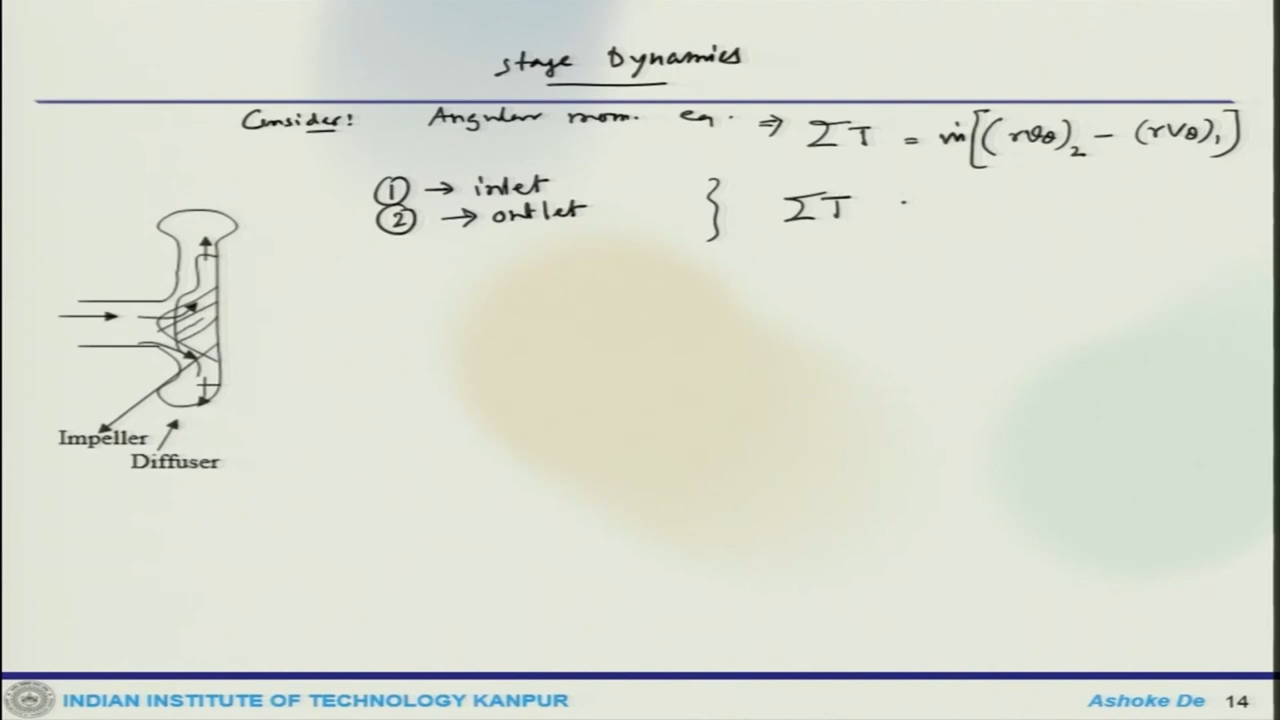 stage Dynamics
Consider: Angular mom. eq. ⇒ ΣT = ṁ[(rVθ)₂ − (rVθ)₁]
① → inlet
② → outlet } ΣT .
Impeller
Diffuser
INDIAN INSTITUTE OF TECHNOLOGY KANPUR Ashoke De 14